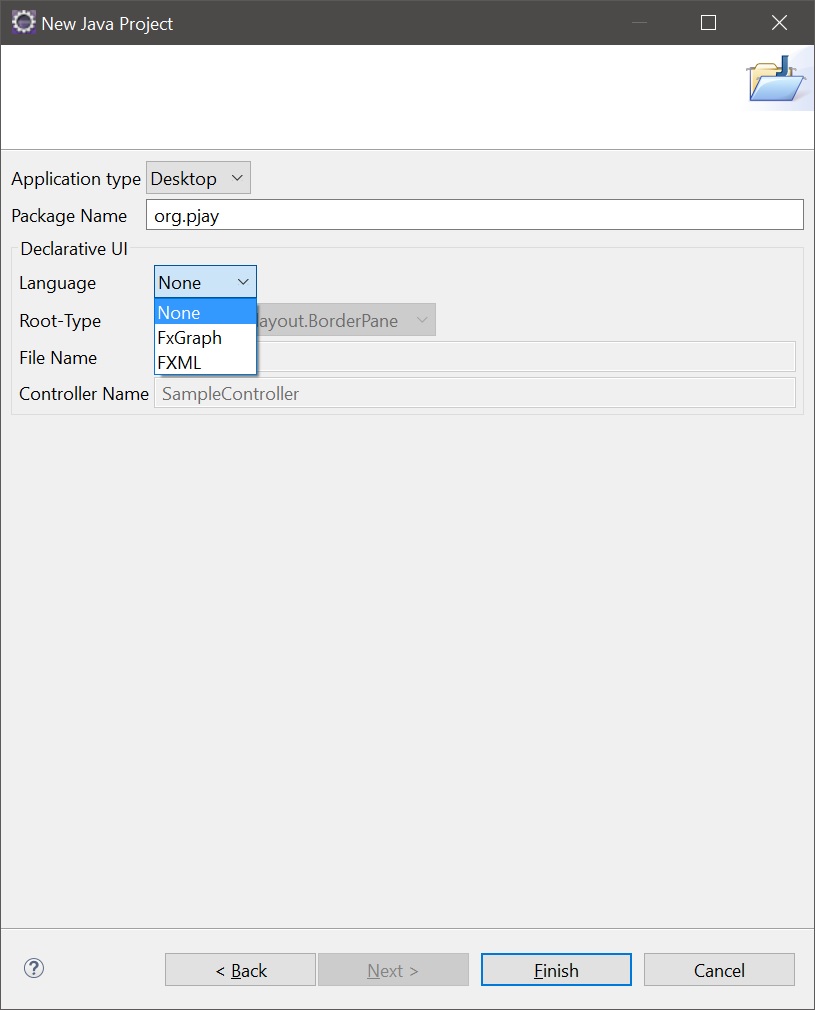 New Java Project
Application type Desktop
Package Name org.pjay
Declarative UI
Language None
None
Root-Type layout.BorderPane
FxGraph
File Name
FXML
Controller Name SampleController
< Back Next > Finish Cancel